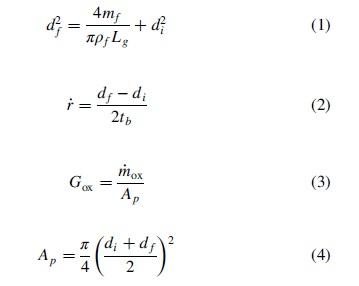 d_f^2 = \frac{4m_f}{\pi \rho_f L_g} + d_i^2 (1)
\dot{r} = \frac{d_f - d_i}{2t_b} (2)
G_{ox} = \frac{\dot{m}_{ox}}{A_p} (3)
A_p = \frac{\pi}{4} \left( \frac{d_i + d_f}{2} \right)^2 (4)